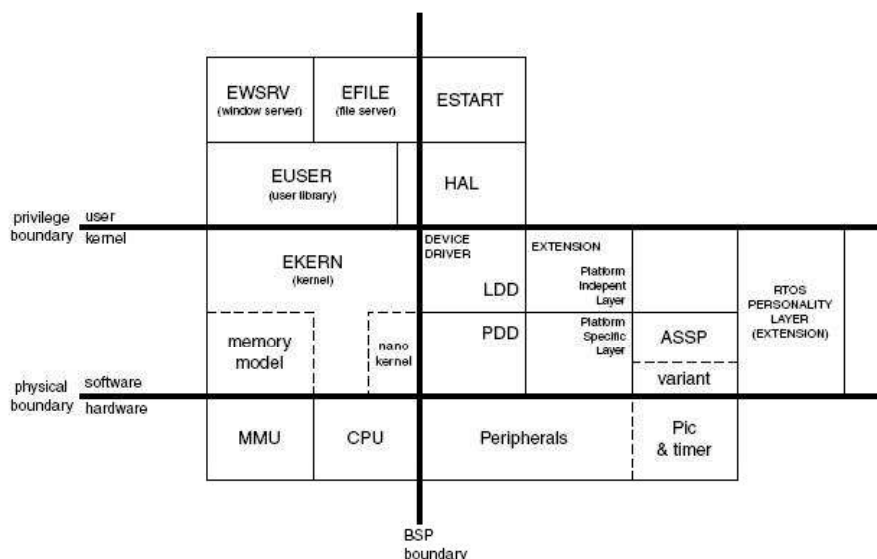 EWSRV
(window server)
EFILE
(file server)
ESTART
EUSER
(user library)
HAL
privilege
boundary
user
kernel
EKERN
(kernel)
DEVICE
DRIVER
LDD
EXTENSION
Platform
Indepent
Layer
RTOS
PERSONALITY
LAYER
(EXTENSION)
memory
model
nano
kernel
PDD
Platform
Specific
Layer
ASSP
variant
physical
boundary
software
hardware
MMU
CPU
Peripherals
Pic
& timer
BSP
boundary